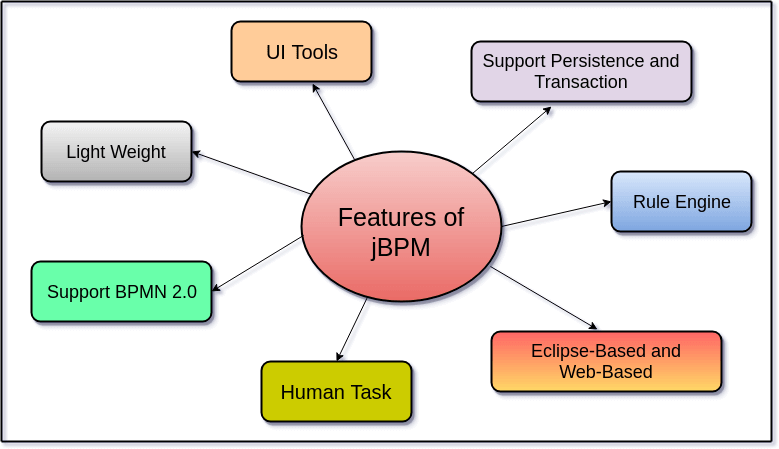 UI Tools
Support Persistence and
Transaction
Light Weight
Rule Engine
Features of
jBPM
Support BPMN 2.0
Eclipse-Based and
Web-Based
Human Task